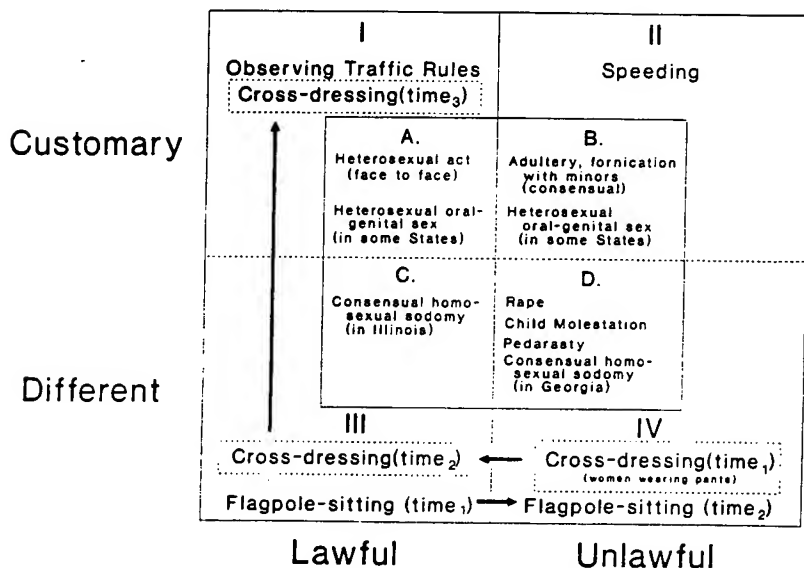 I
II
Observing Traffic Rules
Speeding
Cross-dressing(time₃)
Customary
A.
Heterosexual act
(face to face)
Heterosexual oral-
genital sex
(in some States)
B.
Adultery, fornication
with minors
(consensual)
Heterosexual
oral-genital sex
(in some States)
C.
Consensual homo-
sexual sodomy
(in Illinois)
D.
Rape
Child Molestation
Pedarasty
Consensual homo-
sexual sodomy
(in Georgia)
Different
III
IV
Cross-dressing(time₂)
Cross-dressing(time₁)
(women wearing pants)
Flagpole-sitting (time₁)
Flagpole-sitting (time₂)
Lawful
Unlawful